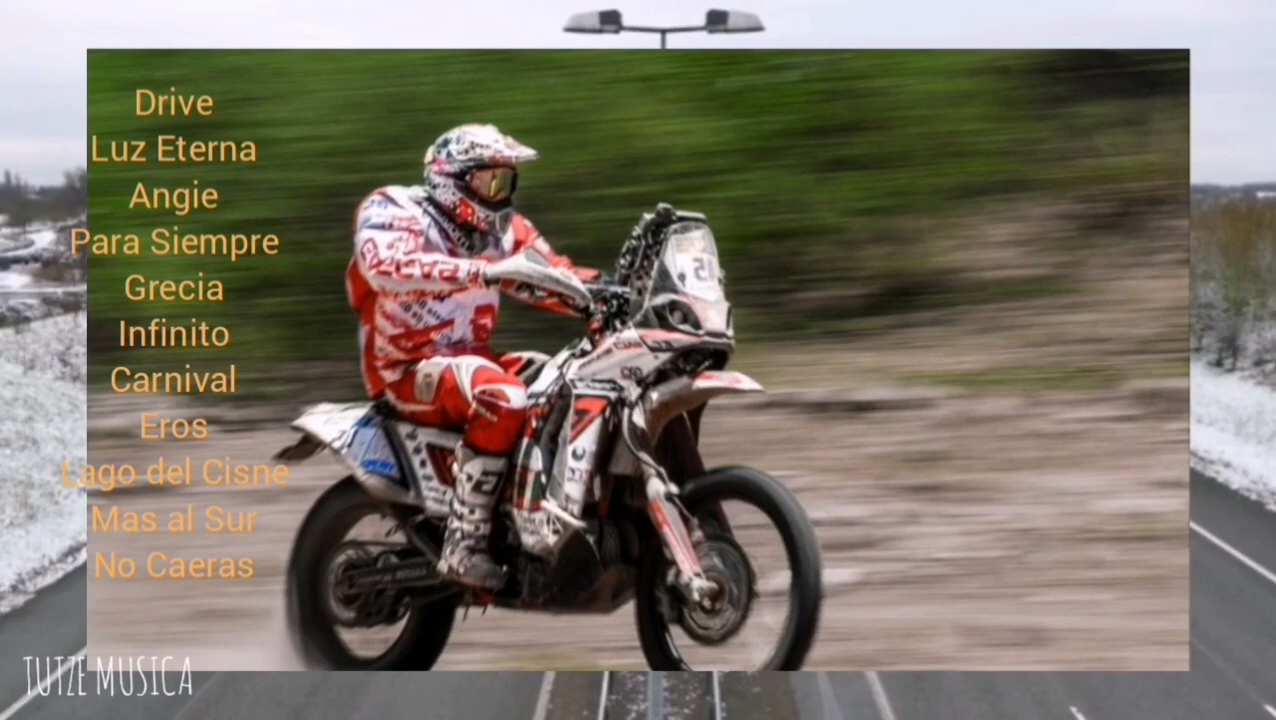 Drive
Luz Eterna
Angie
Para Siempre
Grecia
Infinito
Carnival
Eros
Lago del Cisne
Mas al Sur
No Caeras
TUTZE MUSICA